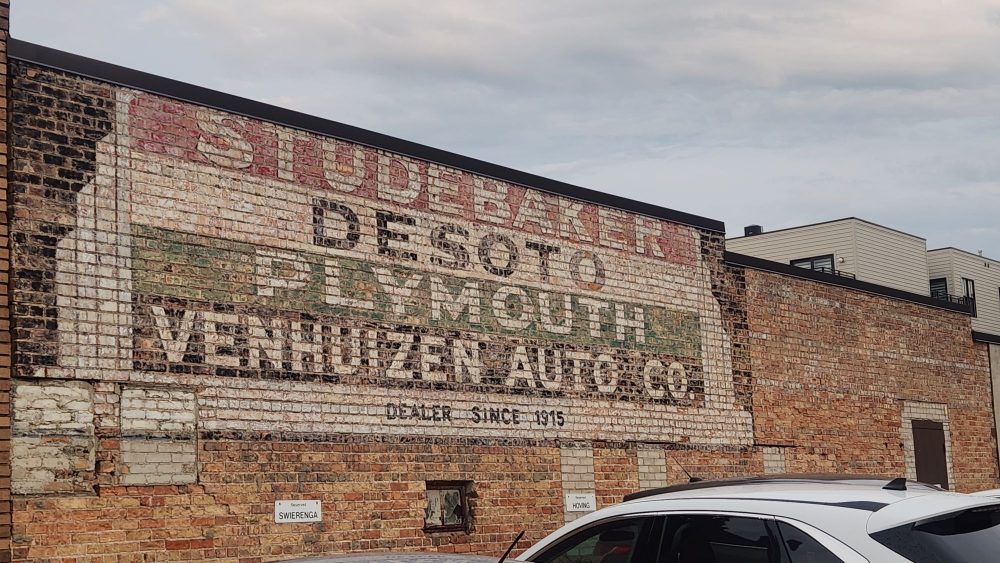 STUDEBAKER
DESOTO
PLYMOUTH
VENHUIZEN AUTO CO.
DEALER SINCE 1915
Reserved
SWIERENGA
Reserved
HOVING